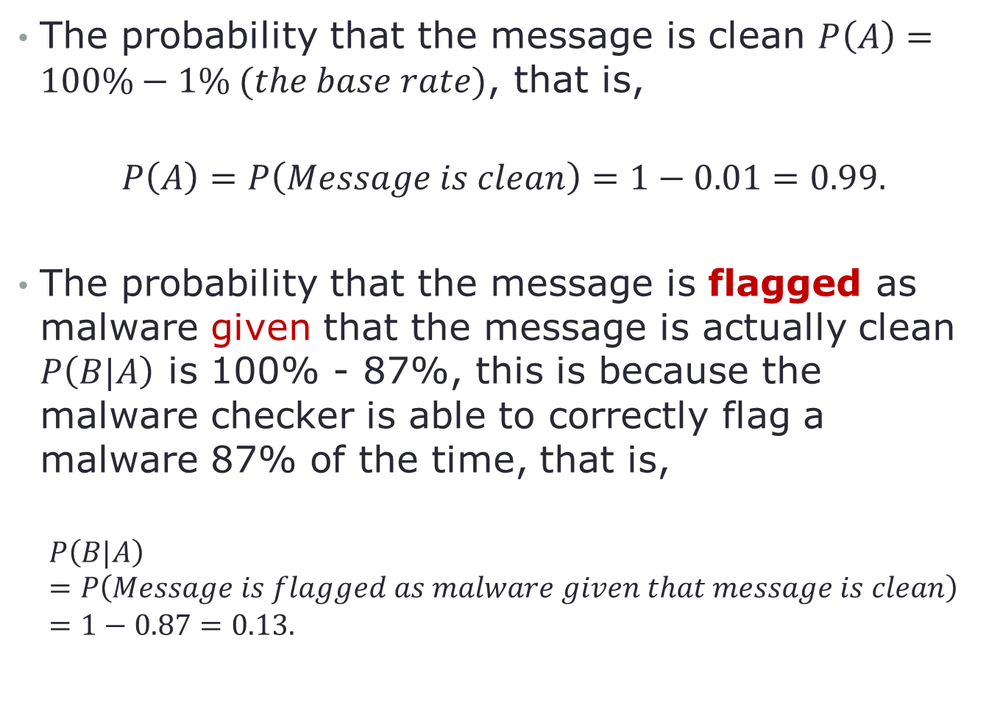 • The probability that the message is clean P(A) =
100% − 1% (the base rate), that is,
P(A) = P(Message is clean) = 1 − 0.01 = 0.99.
• The probability that the message is flagged as
malware given that the message is actually clean
P(B|A) is 100% - 87%, this is because the
malware checker is able to correctly flag a
malware 87% of the time, that is,
P(B|A)
= P(Message is flagged as malware given that message is clean)
= 1 − 0.87 = 0.13.